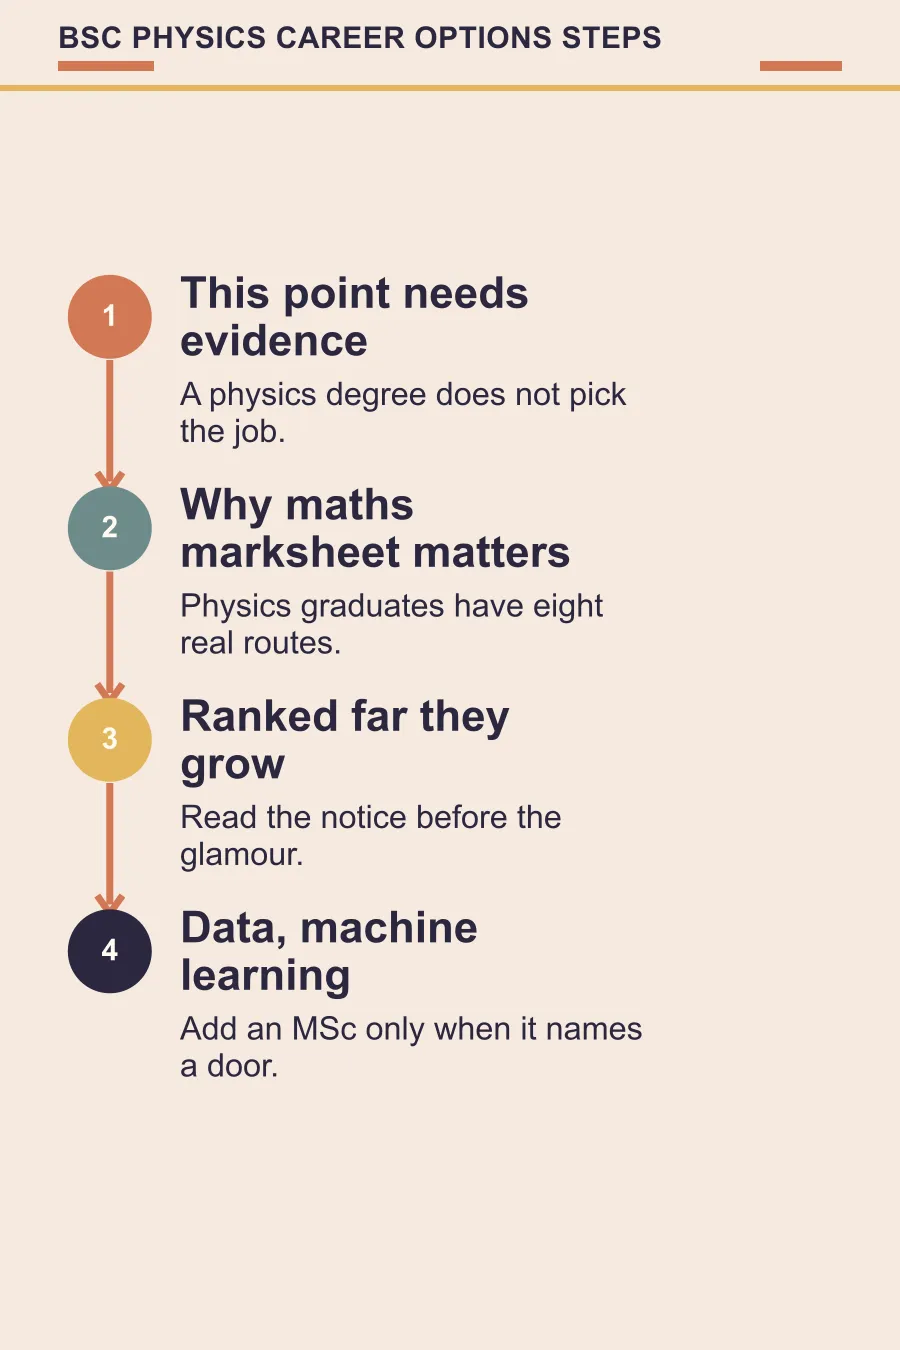 BSC PHYSICS CAREER OPTIONS STEPS
1
This point needs
evidence
A physics degree does not pick
the job.
2
Why maths
marksheet matters
Physics graduates have eight
real routes.
3
Ranked far they
grow
Read the notice before the
glamour.
4
Data, machine
learning
Add an MSc only when it names
a door.